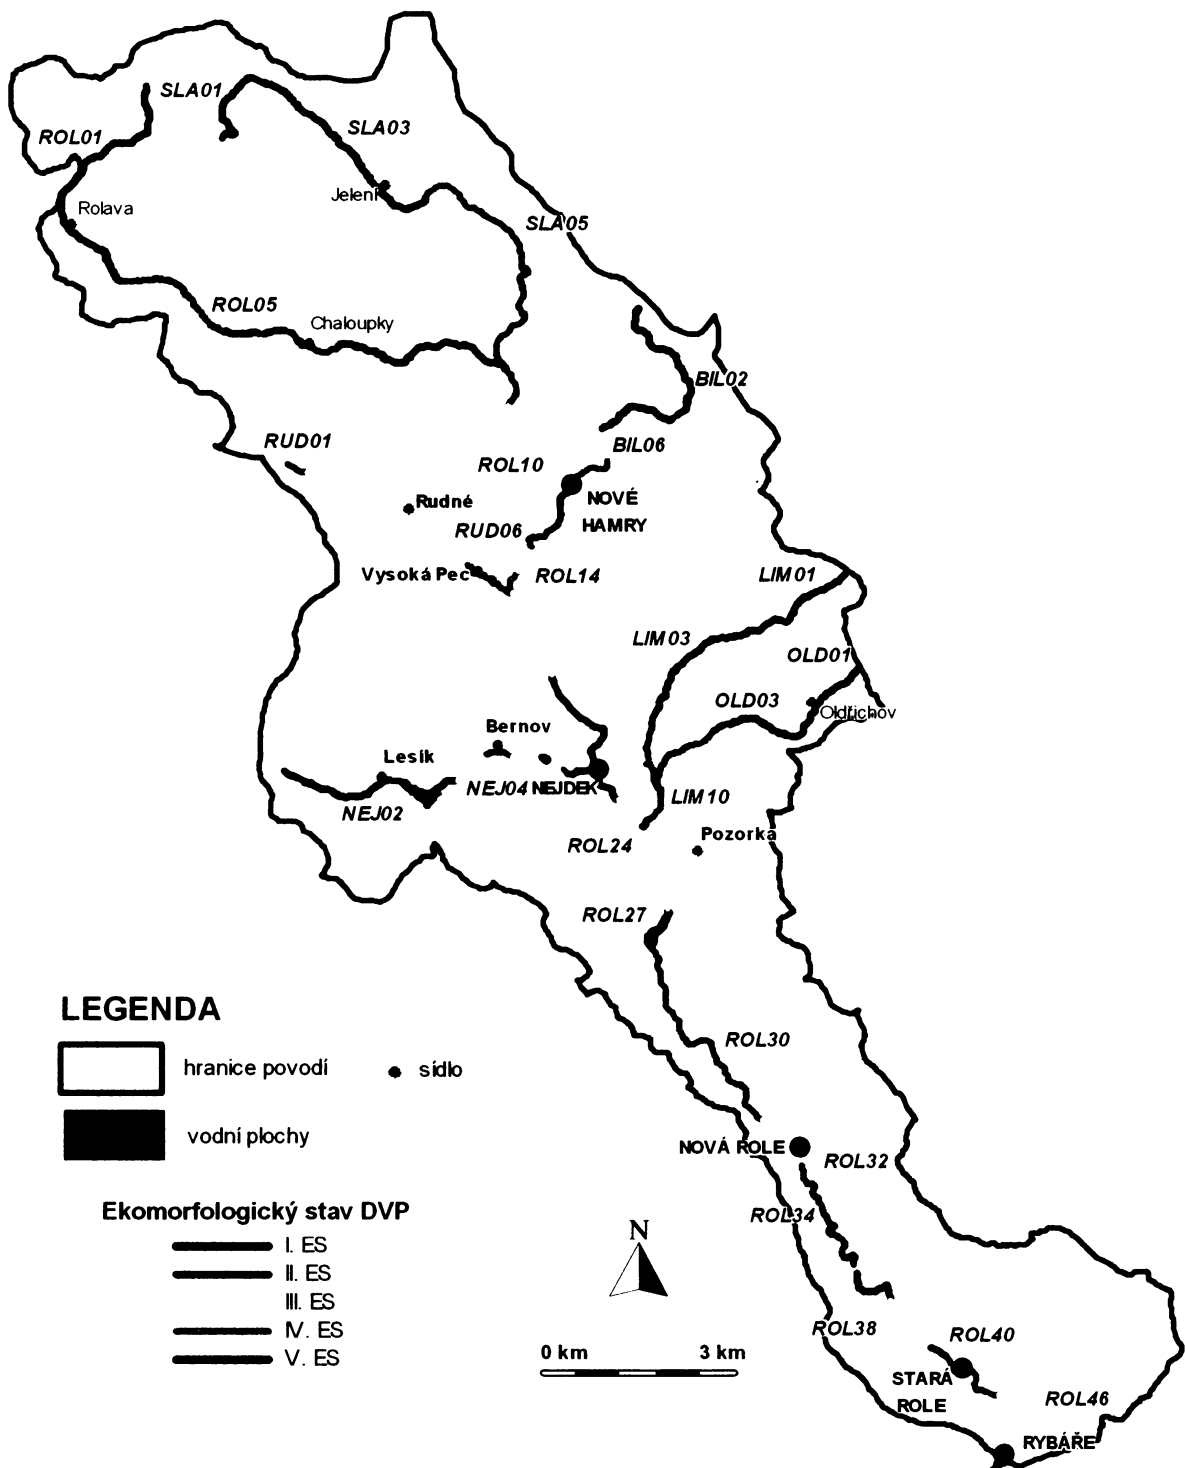 SLA01
ROL01
SLA03
Jelení
Rolava
SLA05
ROL05
Chaloupky
BIL02
RUD01
BIL06
ROL10
Rudné
NOVÉ
HAMRY
RUD06
Vysoká Pec
ROL14
LIM01
LIM03
OLD01
OLD03
Oldřichov
Bernov
Lesík
NEJ04
NEJDEK
NEJ02
LIM10
Pozorka
ROL24
ROL27
LEGENDA
hranice povodí
sídlo
vodní plochy
ROL30
NOVÁ ROLE
ROL32
ROL34
Ekomorfologický stav DVP
I. ES
II. ES
III. ES
IV. ES
V. ES
N
0 km
3 km
ROL38
ROL40
STARÁ
ROLE
ROL46
RYBÁŘE